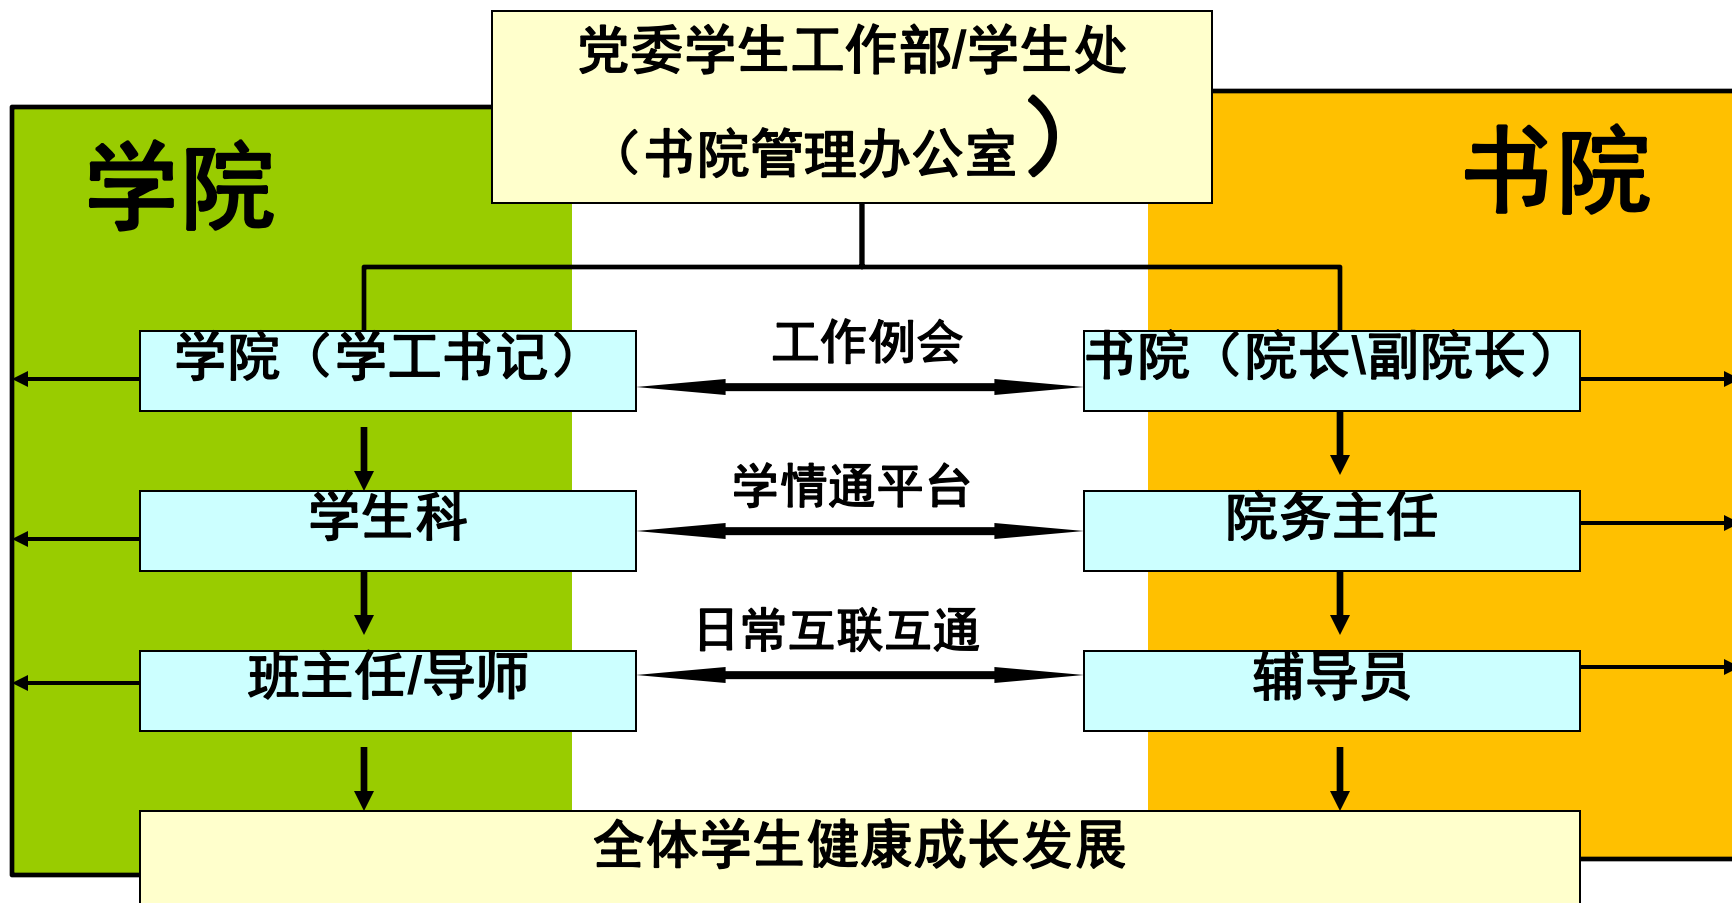 党委学生工作部/学生处
（书院管理办公室）
学院
书院
学院（学工书记）
工作例会
书院（院长\副院长）
学生科
学情通平台
院务主任
班主任/导师
日常互联互通
辅导员
全体学生健康成长发展